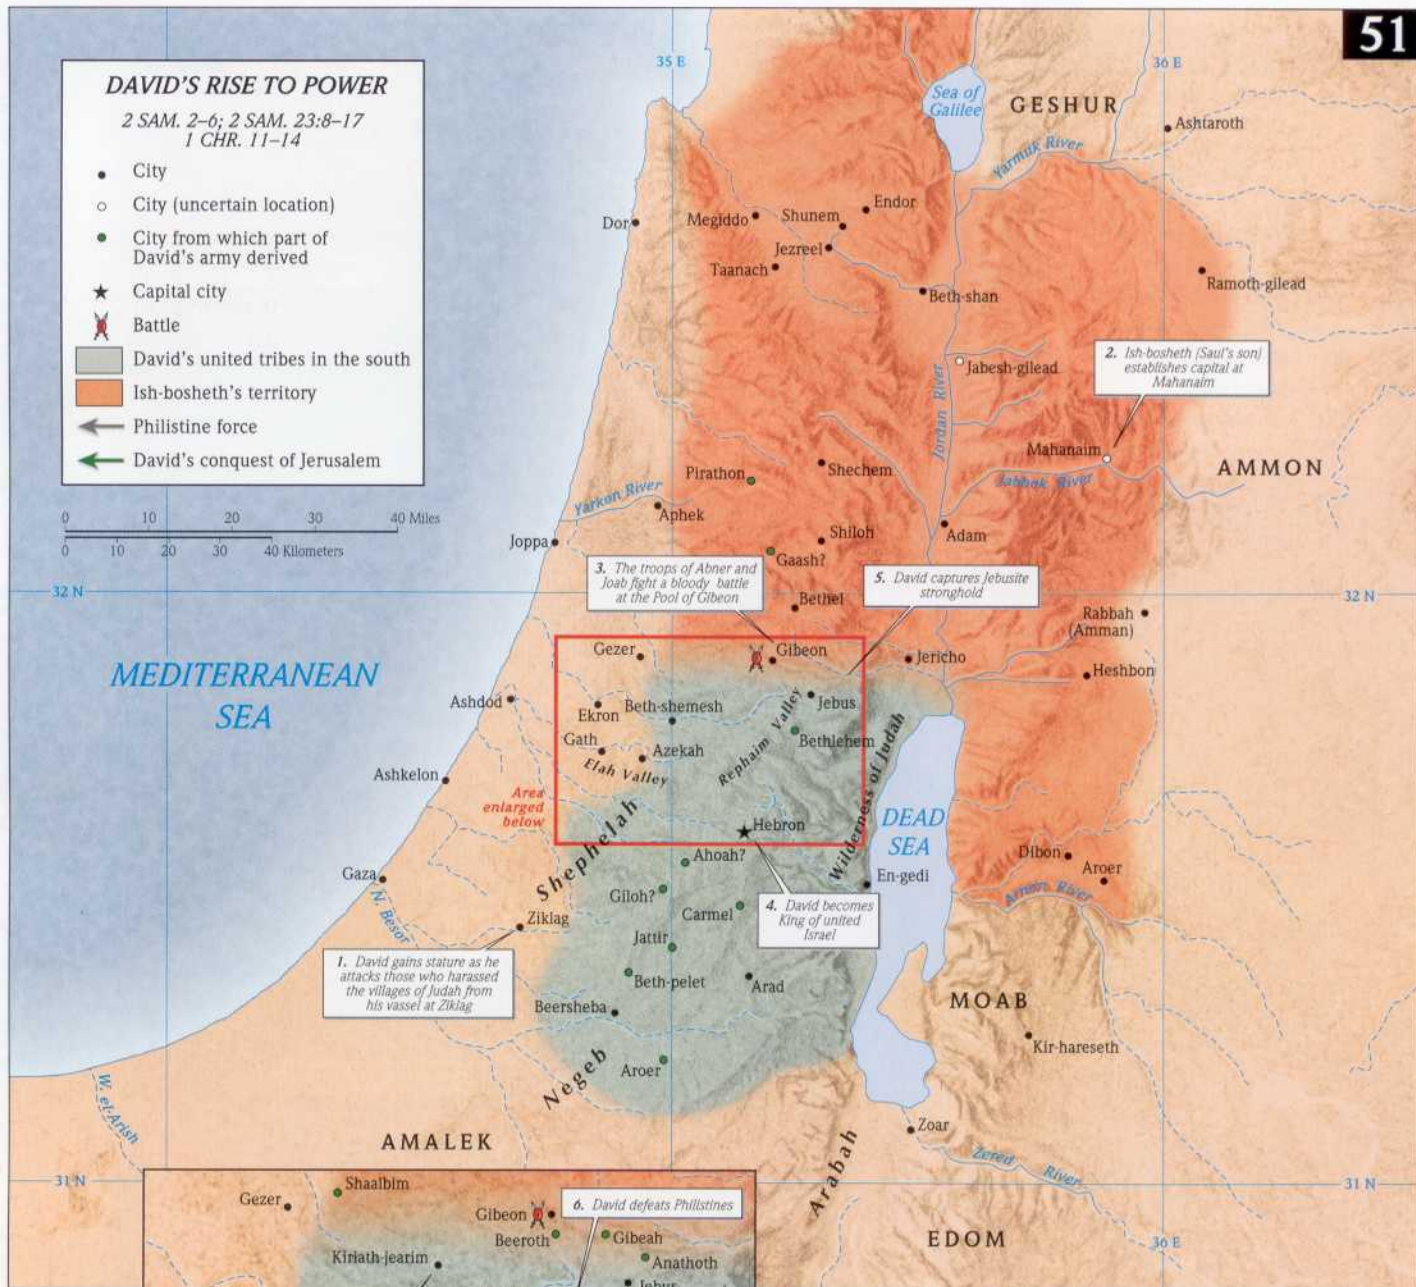 51
DAVID'S RISE TO POWER
2 SAM. 2–6; 2 SAM. 23:8–17
1 CHR. 11–14
City
City (uncertain location)
City from which part of
David's army derived
Capital city
Battle
David's united tribes in the south
Ish-bosheth's territory
Philistine force
David's conquest of Jerusalem
0 10 20 30 40 Miles
0 10 20 30 40 Kilometers
35 E
36 E
Sea of
Galilee
GESHUR
Ashtaroth
Yarmuk River
Dor
Megiddo
Shunem
Endor
Jezreel
Taanach
Beth-shan
Ramoth-gilead
Jabesh-gilead
2. Ish-bosheth (Saul's son)
establishes capital at
Mahanaim
Jordan River
Mahanaim
AMMON
Jabbok River
Pirathon
Shechem
Yarkon River
Aphek
Joppa
Shiloh
Adam
Gaash?
3. The troops of Abner and
Joab fight a bloody battle
at the Pool of Gibeon
5. David captures Jebusite
stronghold
Bethel
32 N
32 N
Rabbah
(Amman)
Gezer
Gibeon
Jericho
Heshbon
MEDITERRANEAN
SEA
Ashdod
Ekron
Beth-shemesh
Jebus
Rephaim Valley
Bethlehem
Gath
Azekah
Elah Valley
Ashkelon
Area
enlarged
below
Shephelah
Hebron
Wilderness of Judah
DEAD
SEA
Ahoah?
Dibon
Aroer
Gaza
En-gedi
Arnon River
Giloh?
Carmel
N. Besor
Ziklag
4. David becomes
King of united
Israel
Jattir
1. David gains stature as he
attacks those who harassed
the villages of Judah from
his vassel at Ziklag
Beth-pelet
Arad
Beersheba
MOAB
Kir-hareseth
Negeb
Aroer
W. el-Arish
AMALEK
Zoar
Arabah
Zered River
31 N
31 N
EDOM
36 E
Shaalbim
Gezer
Gibeon
6. David defeats Philistines
Beeroth
Gibeah
Kiriath-jearim
Anathoth
Jebus